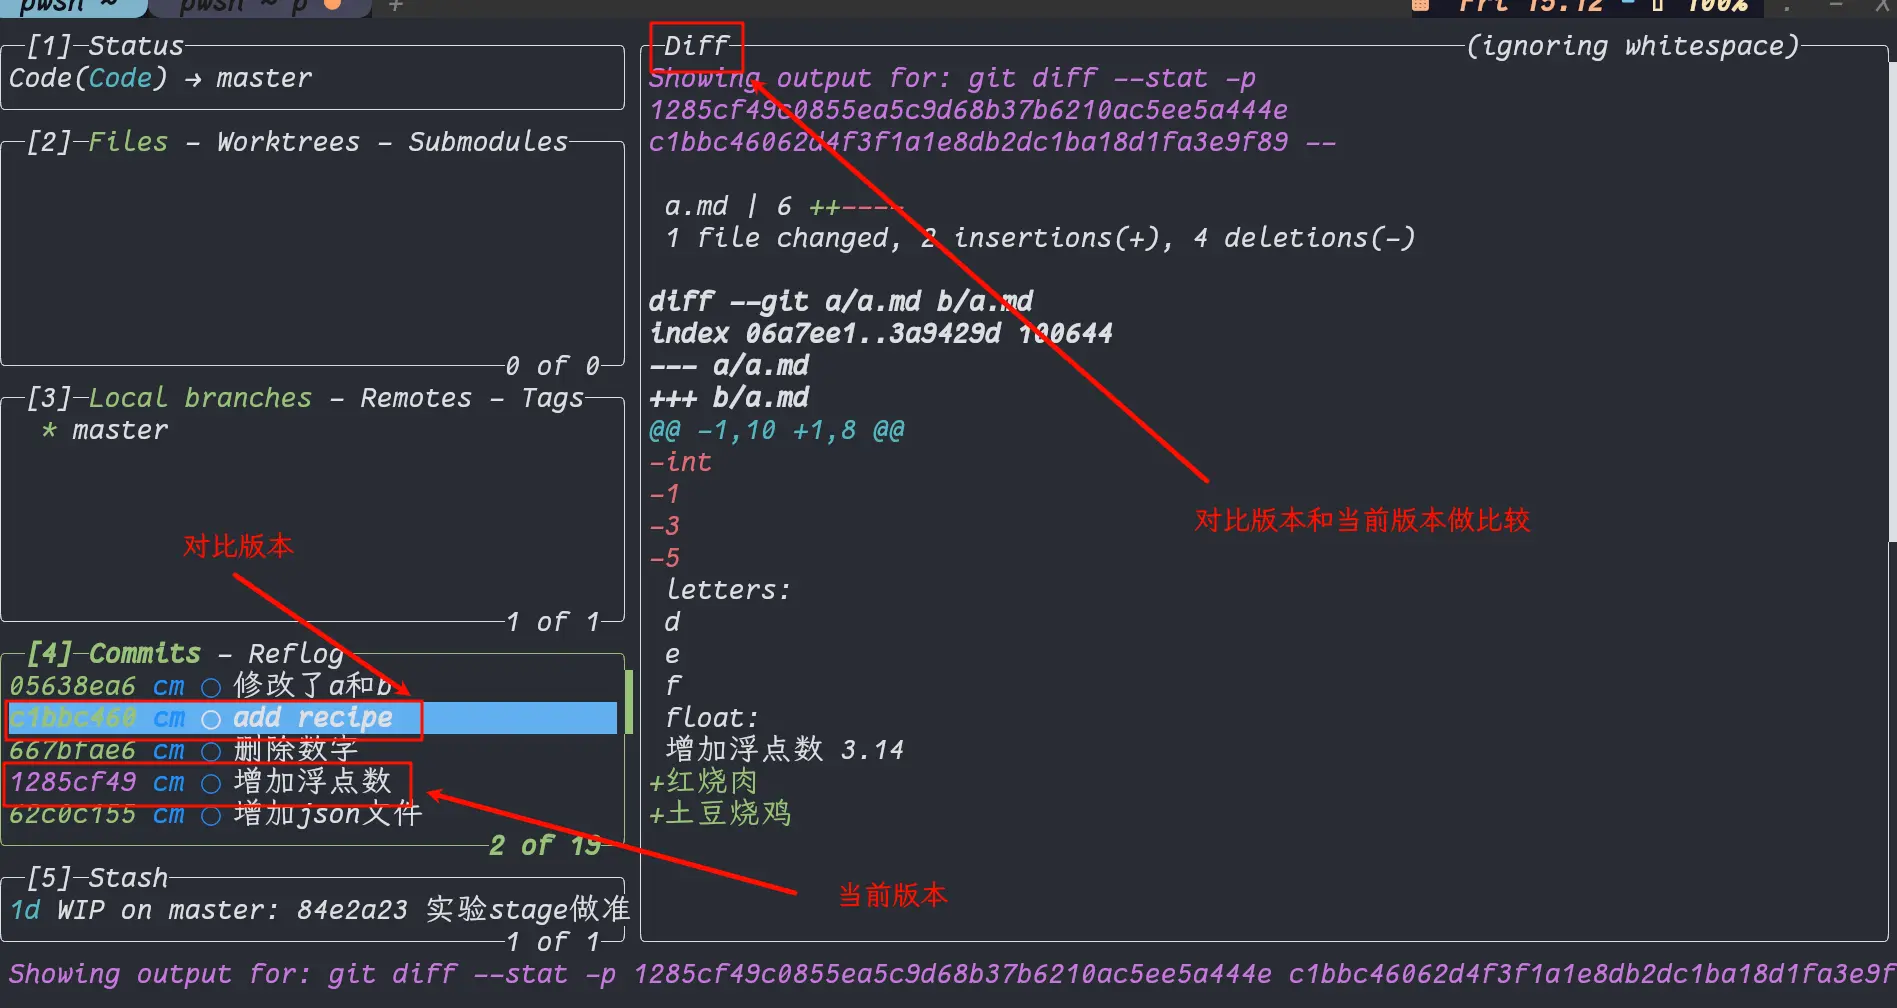 pwsh ~ pwsh ~ p + Fri 15:12 - 100% - X
[1]-Status
Code(Code) → master
[2]-Files - Worktrees - Submodules
0 of 0
[3]-Local branches - Remotes - Tags
* master
对比版本
1 of 1
[4]-Commits - Reflog
05638ea6 cm ○ 修改了a和b
c1bbc460 cm ○ add recipe
667bfae6 cm ○ 删除数字
1285cf49 cm ○ 增加浮点数
62c0c155 cm ○ 增加json文件
2 of 19
[5]-Stash
1d WIP on master: 84e2a23 实验stage做准
1 of 1
Diff (ignoring whitespace)
Showing output for: git diff --stat -p
1285cf49c0855ea5c9d68b37b6210ac5ee5a444e
c1bbc46062d4f3f1a1e8db2dc1ba18d1fa3e9f89 --
a.md | 6 ++----
1 file changed, 2 insertions(+), 4 deletions(-)
diff --git a/a.md b/a.md
index 06a7ee1..3a9429d 100644
--- a/a.md
+++ b/a.md
@@ -1,10 +1,8 @@
-int
-1
-3
-5
letters:
d
e
f
float:
增加浮点数 3.14
+红烧肉
+土豆烧鸡
对比版本和当前版本做比较
当前版本
Showing output for: git diff --stat -p 1285cf49c0855ea5c9d68b37b6210ac5ee5a444e c1bbc46062d4f3f1a1e8db2dc1ba18d1fa3e9f